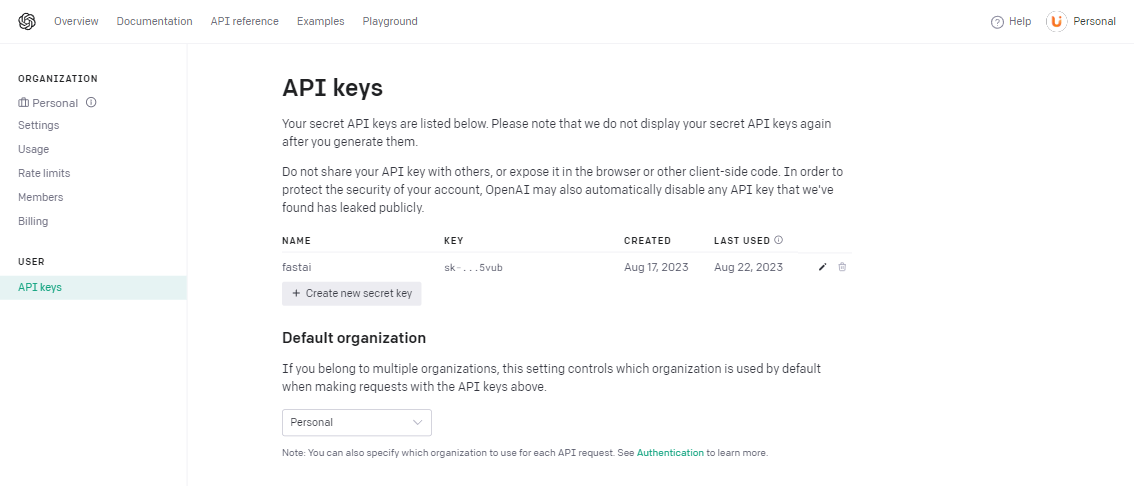 Overview Documentation API reference Examples Playground Help Personal
ORGANIZATION
Personal
Settings
Usage
Rate limits
Members
Billing
USER
API keys
API keys
Your secret API keys are listed below. Please note that we do not display your secret API keys again
after you generate them.
Do not share your API key with others, or expose it in the browser or other client-side code. In order to
protect the security of your account, OpenAI may also automatically disable any API key that we've
found has leaked publicly.
NAME KEY CREATED LAST USED
fastai sk-...5vub Aug 17, 2023 Aug 22, 2023
+ Create new secret key
Default organization
If you belong to multiple organizations, this setting controls which organization is used by default
when making requests with the API keys above.
Personal
Note: You can also specify which organization to use for each API request. See Authentication to learn more.